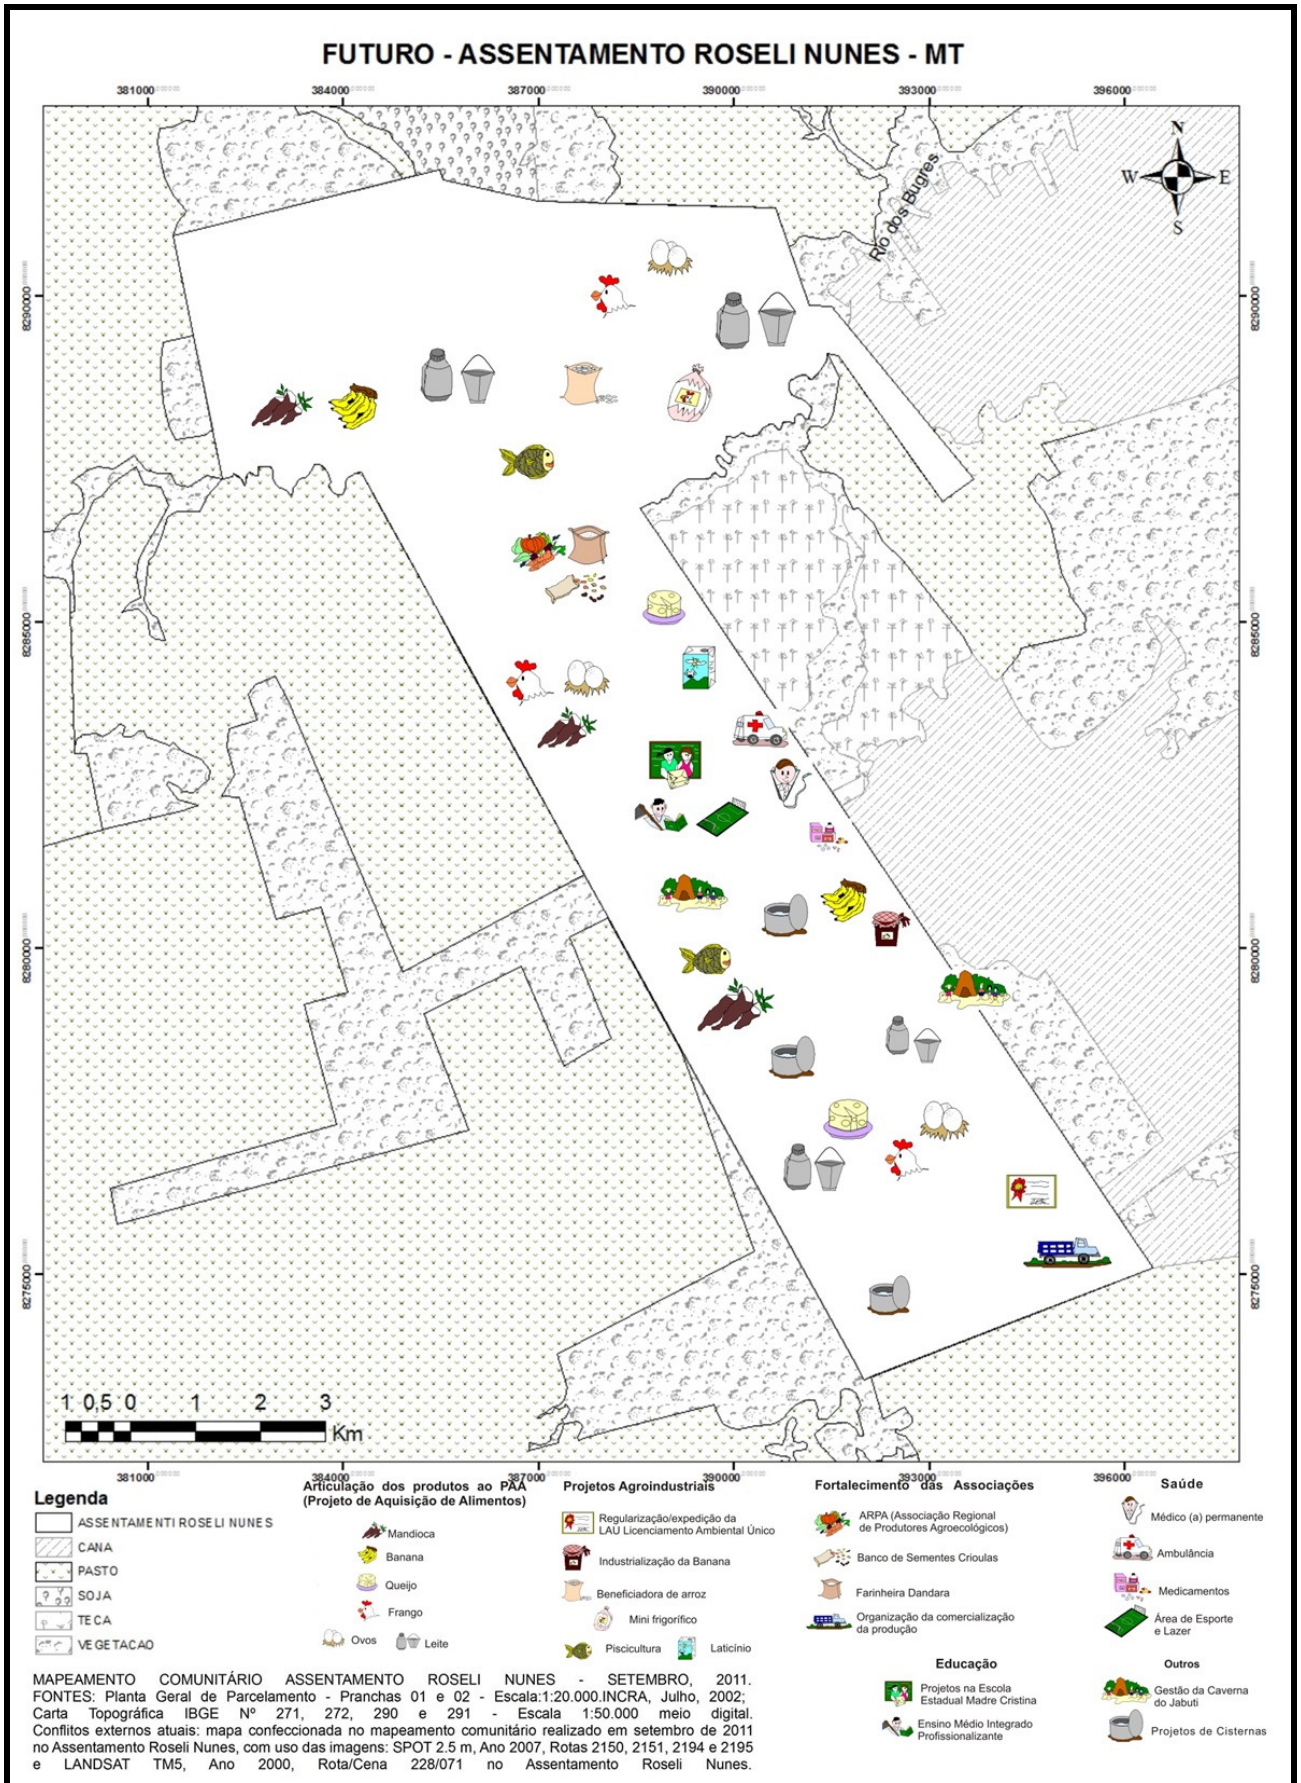 FUTURO - ASSENTAMENTO ROSELI NUNES - MT
381000 384000 387000 390000 393000 396000
N
W E
S
Rio dos Bugres
8290000 8290000
8285000 8285000
8280000 8280000
8275000 8275000
1 0,5 0 1 2 3
Km
381000 384000 387000 390000 393000 396000
Legenda
ASSENTAMENTI ROSELI NUNES
CANA
PASTO
SOJA
TECA
VEGETACAO
Articulação dos produtos ao PAA
(Projeto de Aquisição de Alimentos)
Mandioca
Banana
Queijo
Frango
Ovos Leite
Projetos Agroindustriais
Regularização/expedição da
LAU Licenciamento Ambiental Único
Industrialização da Banana
Beneficiadora de arroz
Mini frigorífico
Piscicultura Laticínio
Fortalecimento das Associações
ARPA (Associação Regional
de Produtores Agroecológicos)
Banco de Sementes Crioulas
Farinheira Dandara
Organização da comercialização
da produção
Saúde
Médico (a) permanente
Ambulância
Medicamentos
Área de Esporte
e Lazer
Educação
Projetos na Escola
Estadual Madre Cristina
Ensino Médio Integrado
Profissionalizante
Outros
Gestão da Caverna
do Jabuti
Projetos de Cisternas
MAPEAMENTO COMUNITÁRIO ASSENTAMENTO ROSELI NUNES - SETEMBRO, 2011.
FONTES: Planta Geral de Parcelamento - Pranchas 01 e 02 - Escala:1:20.000.INCRA, Julho, 2002;
Carta Topográfica IBGE Nº 271, 272, 290 e 291 - Escala 1:50.000 meio digital.
Conflitos externos atuais: mapa confeccionada no mapeamento comunitário realizado em setembro de 2011
no Assentamento Roseli Nunes, com uso das imagens: SPOT 2.5 m, Ano 2007, Rotas 2150, 2151, 2194 e 2195
e LANDSAT TM5, Ano 2000, Rota/Cena 228/071 no Assentamento Roseli Nunes.